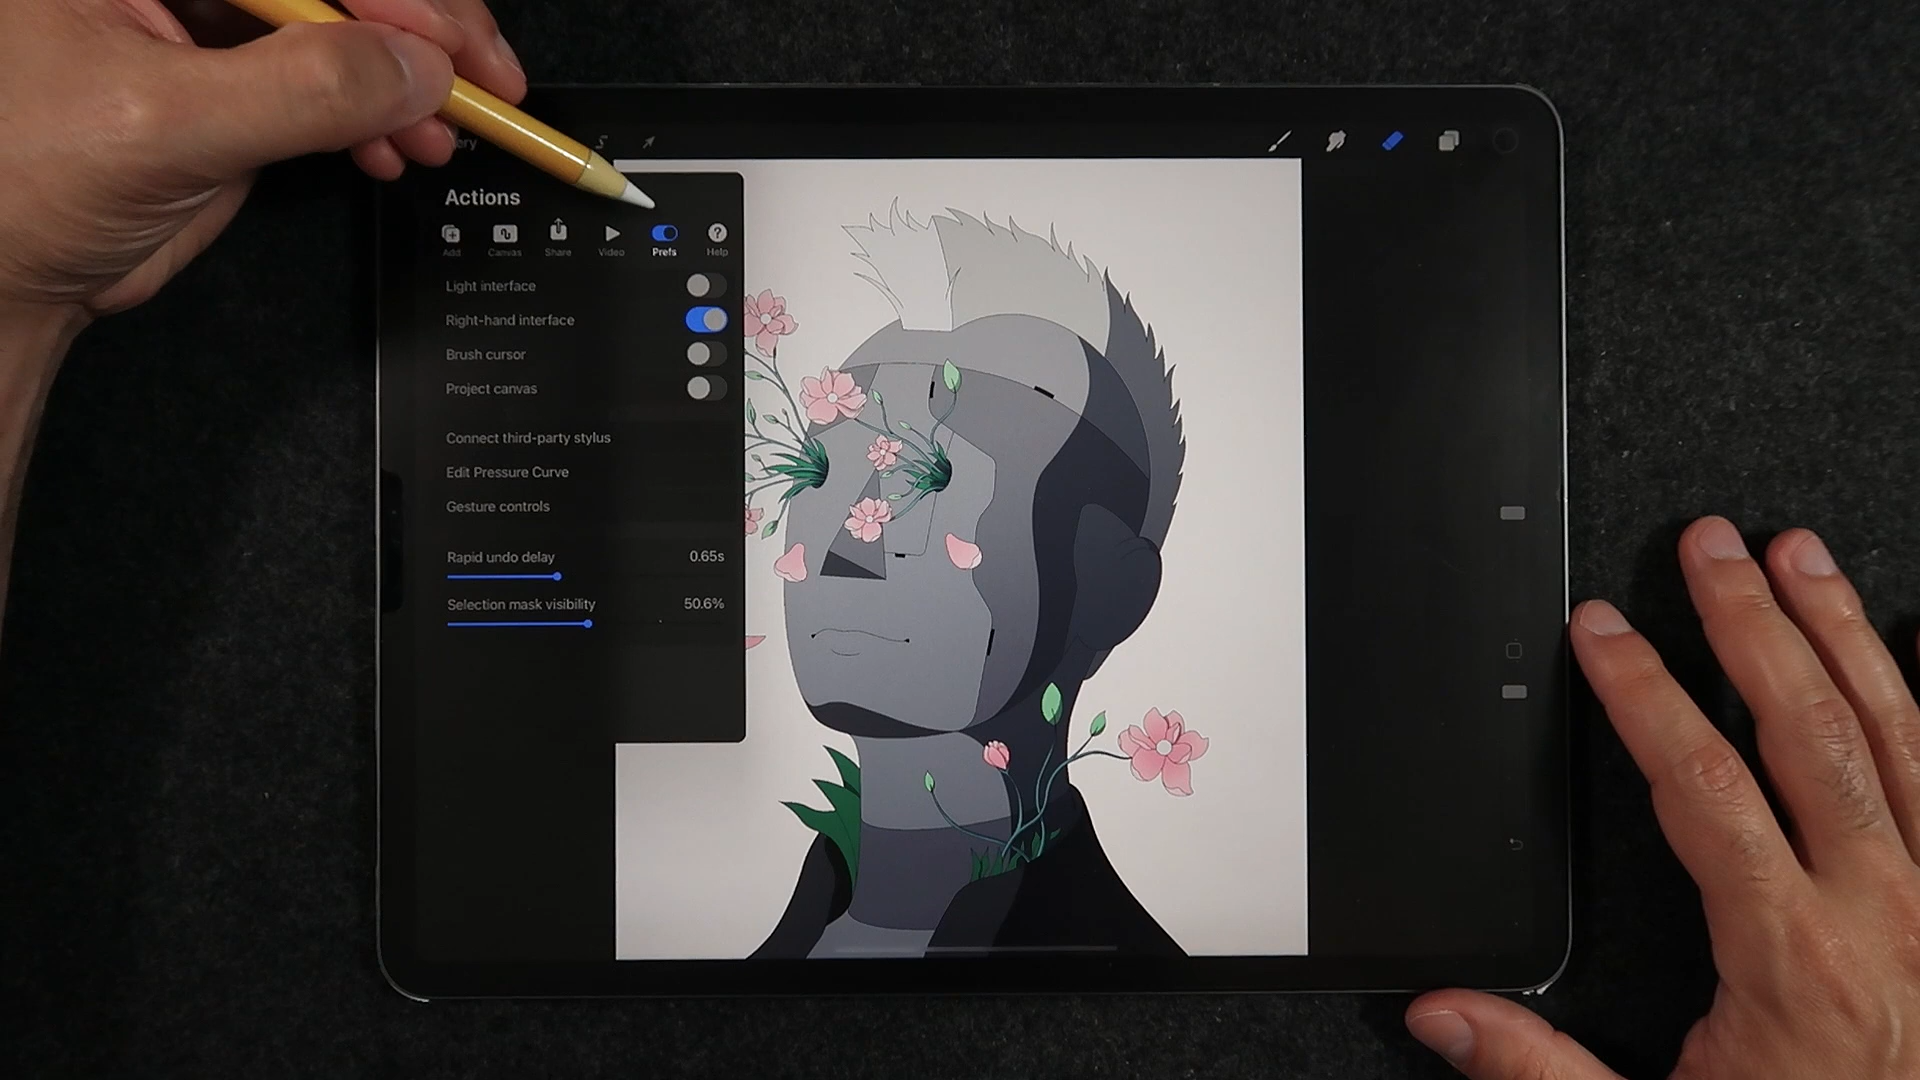 ery
Actions
Add Canvas Share Video Prefs Help
Light interface
Right-hand interface
Brush cursor
Project canvas
Connect third-party stylus
Edit Pressure Curve
Gesture controls
Rapid undo delay 0.65s
Selection mask visibility 50.6%